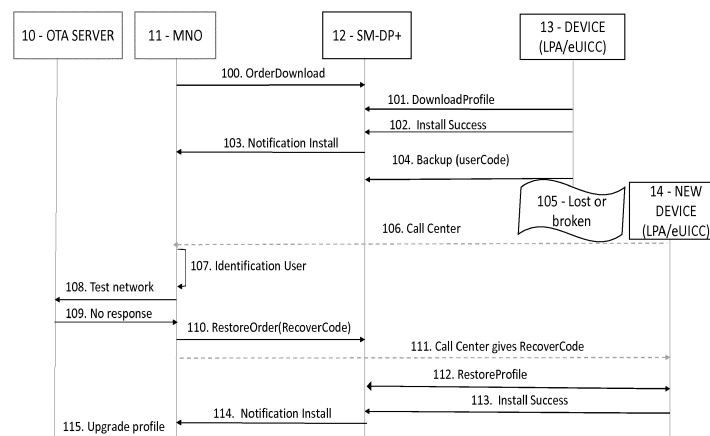 10 - OTA SERVER
11 - MNO
12 - SM-DP+
13 - DEVICE
(LPA/eUICC)
100. OrderDownload
101. DownloadProfile
102. Install Success
103. Notification Install
104. Backup (userCode)
105 - Lost or
broken
14 - NEW
DEVICE
(LPA/eUICC)
106. Call Center
107. Identification User
108. Test network
109. No response
110. RestoreOrder(RecoverCode)
111. Call Center gives RecoverCode
112. RestoreProfile
113. Install Success
114. Notification Install
115. Upgrade profile